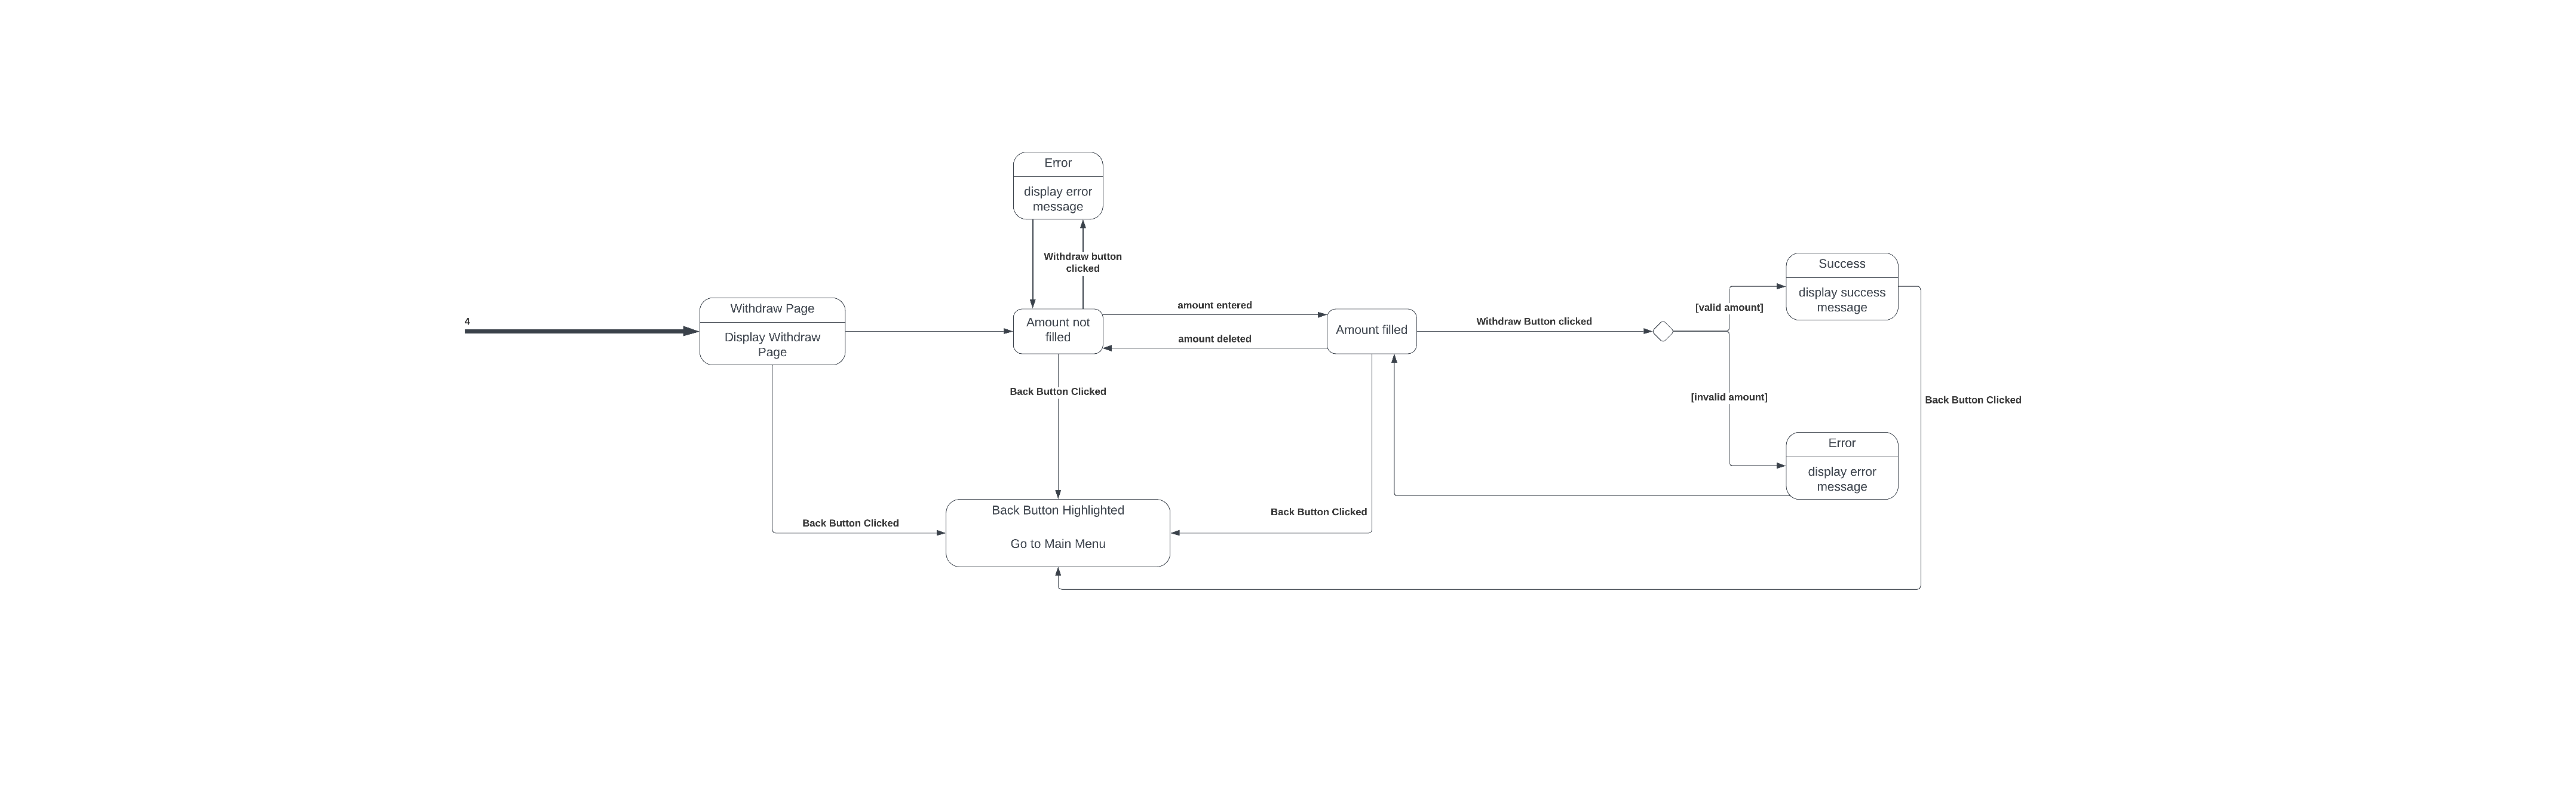 Error
display error
message
Withdraw button
clicked
4
Withdraw Page
Display Withdraw
Page
Amount not
filled
amount entered
amount deleted
Amount filled
Withdraw Button clicked
[valid amount]
Success
display success
message
[invalid amount]
Back Button Clicked
Error
display error
message
Back Button Clicked
Back Button Clicked
Back Button Highlighted
Go to Main Menu
Back Button Clicked